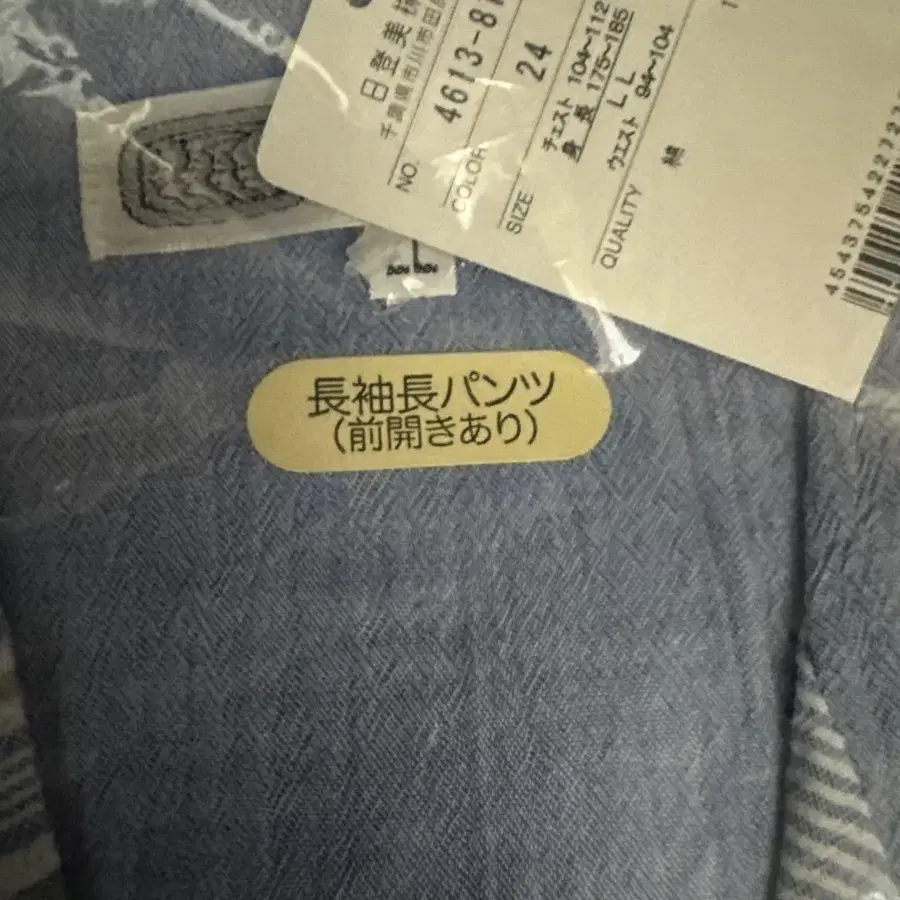 日登美
千葉県市川市田
NO. 4613-81
COLOR 24
SIZE チェスト 104~112
身 長 175~185
L L
ウエスト 94~104
QUALITY 綿
長袖長パンツ
(前開きあり)